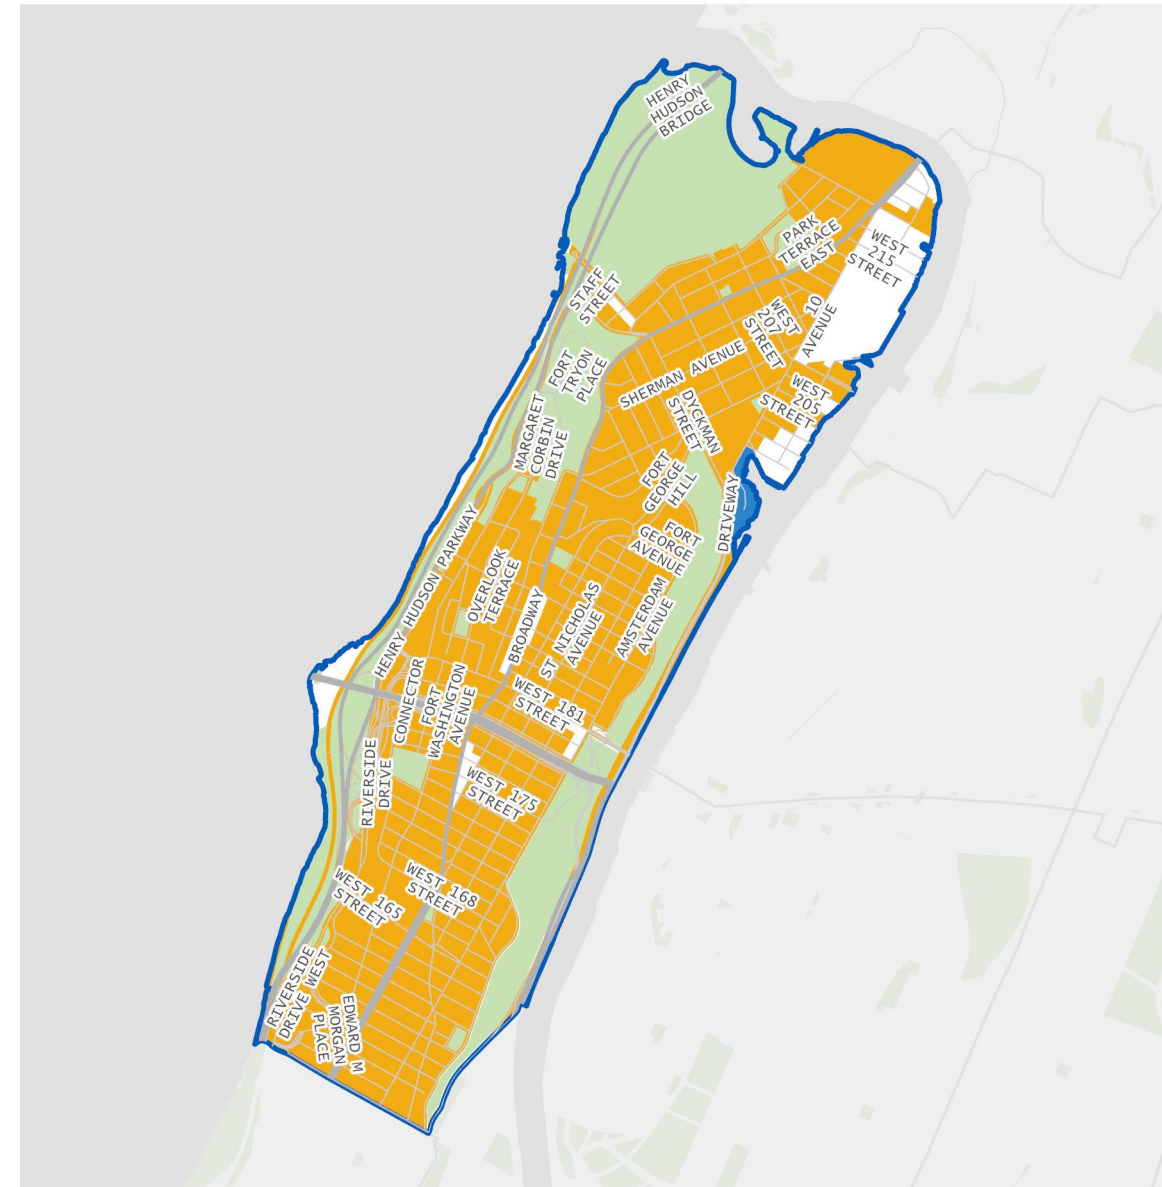 HENRY
HUDSON
BRIDGE
PARK
TERRACE
EAST
WEST
215
STREET
STAFF
STREET
10
AVENUE
WEST
207
STREET
FORT
TRYON
PLACE
SHERMAN AVENUE
WEST
205
STREET
DYCKMAN
STREET
MARGARET
CORBIN
DRIVE
FORT
GEORGE
HILL
DRIVEWAY
FORT
GEORGE
AVENUE
HENRY HUDSON PARKWAY
OVERLOOK
TERRACE
BROADWAY
ST NICHOLAS
AVENUE
AMSTERDAM
AVENUE
CONNECTOR
FORT
WASHINGTON
AVENUE
WEST 181
STREET
RIVERSIDE
DRIVE
WEST 175
STREET
WEST 165
STREET
WEST 168
STREET
RIVERSIDE
DRIVE WEST
EDWARD M
MORGAN
PLACE